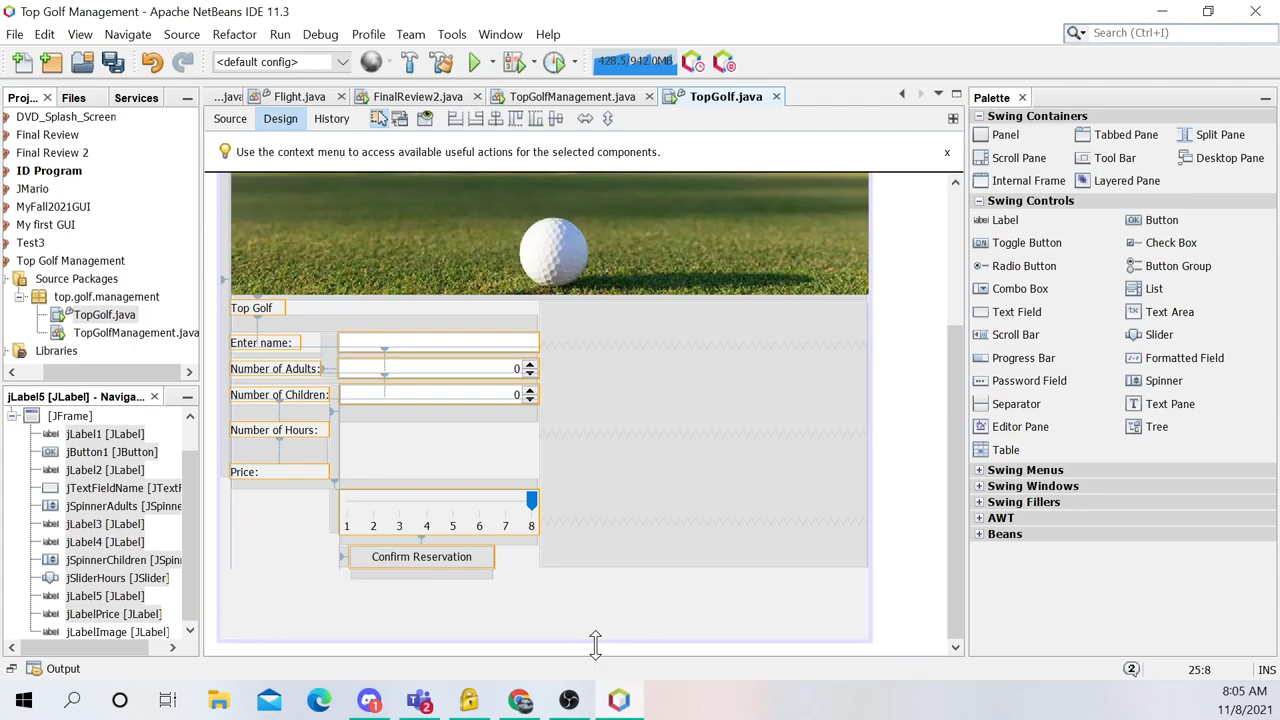 Top Golf Management - Apache NetBeans IDE 11.3
File Edit View Navigate Source Refactor Run Debug Profile Team Tools Window Help
Search (Ctrl+I)
<default config>
428.5/942.0MB
Proj... Files Services
...java Flight.java FinalReview2.java TopGolfManagement.java TopGolf.java
Palette
Source Design History
Use the context menu to access available useful actions for the selected components.
x
DVD_Splash_Screen
Final Review
Final Review 2
ID Program
JMario
MyFall2021GUI
My first GUI
Test3
Top Golf Management
Source Packages
top.golf.management
TopGolf.java
TopGolfManagement.java
Libraries
jLabel5 [JLabel] - Naviga...
[JFrame]
jLabel1 [JLabel]
jButton1 [JButton]
jLabel2 [JLabel]
jTextFieldName [JTextF
jSpinnerAdults [JSpinne
jLabel3 [JLabel]
jLabel4 [JLabel]
jSpinnerChildren [JSpin
jSliderHours [JSlider]
jLabel5 [JLabel]
jLabelPrice [JLabel]
jLabelImage [JLabel]
Output
Top Golf
Enter name:
Number of Adults: 0
Number of Children: 0
Number of Hours:
Price:
1 2 3 4 5 6 7 8
Confirm Reservation
Swing Containers
Panel Tabbed Pane Split Pane
Scroll Pane Tool Bar Desktop Pane
Internal Frame Layered Pane
Swing Controls
Label Button
Toggle Button Check Box
Radio Button Button Group
Combo Box List
Text Field Text Area
Scroll Bar Slider
Progress Bar Formatted Field
Password Field Spinner
Separator Text Pane
Editor Pane Tree
Table
Swing Menus
Swing Windows
Swing Fillers
AWT
Beans
2 25:8 INS
1 2
8:05 AM
11/8/2021